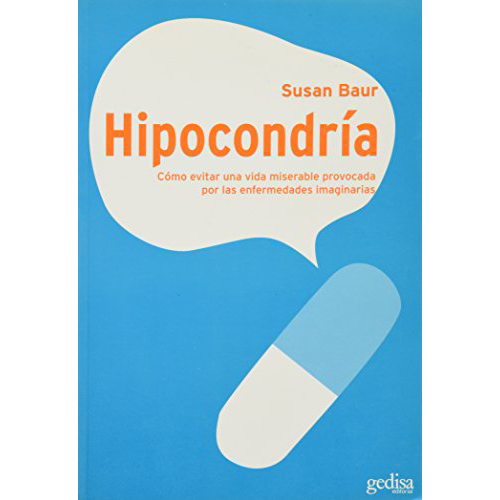 Susan Baur
Hipocondría
Cómo evitar una vida miserable provocada
por las enfermedades imaginarias
gedisa
editorial